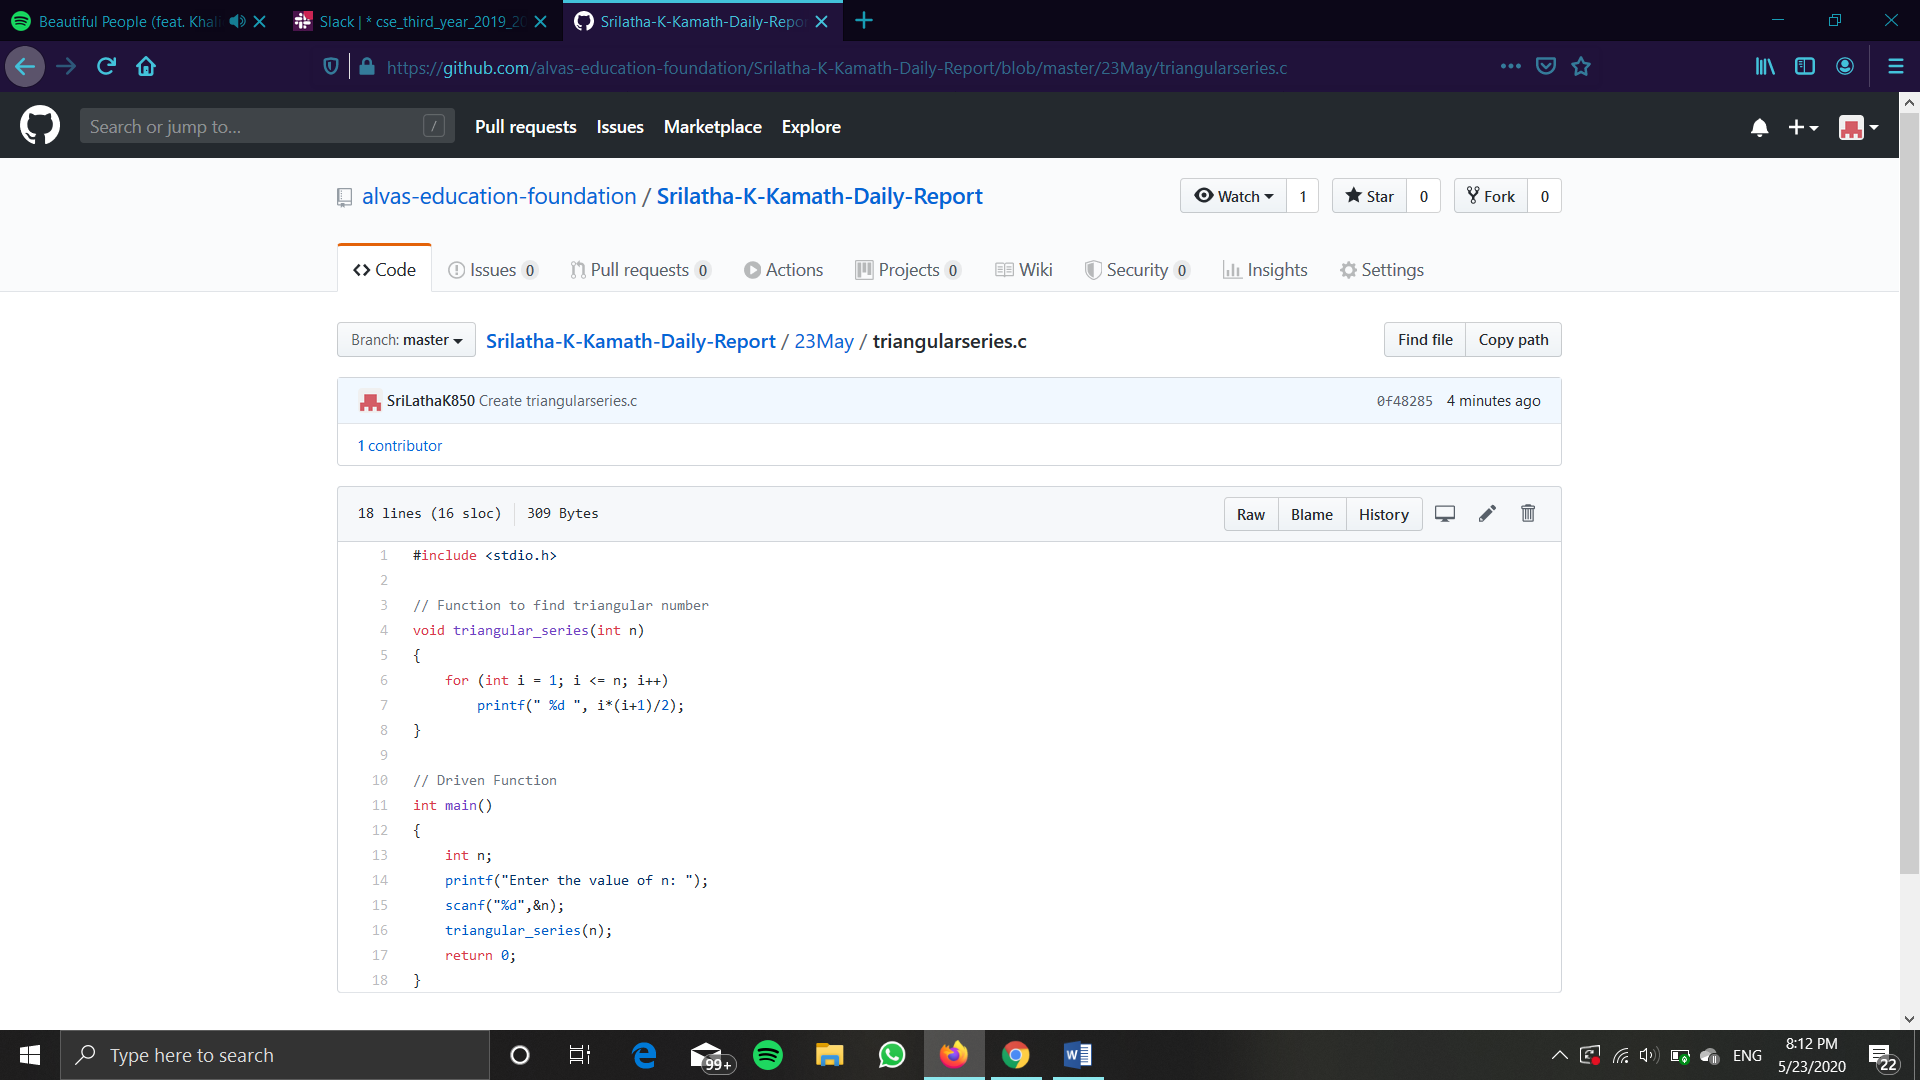 Beautiful People (feat. Khali
Slack | * cse_third_year_2019_20
Srilatha-K-Kamath-Daily-Repor
https://github.com/alvas-education-foundation/Srilatha-K-Kamath-Daily-Report/blob/master/23May/triangularseries.c
Search or jump to... /
Pull requests Issues Marketplace Explore
alvas-education-foundation / Srilatha-K-Kamath-Daily-Report
Watch 1 Star 0 Fork 0
Code Issues 0 Pull requests 0 Actions Projects 0 Wiki Security 0 Insights Settings
Branch: master Srilatha-K-Kamath-Daily-Report / 23May / triangularseries.c
Find file Copy path
SriLathaK850 Create triangularseries.c
0f48285 4 minutes ago
1 contributor
18 lines (16 sloc) 309 Bytes
Raw Blame History
1 #include <stdio.h>
2
3 // Function to find triangular number
4 void triangular_series(int n)
5 {
6 for (int i = 1; i <= n; i++)
7 printf(" %d ", i*(i+1)/2);
8 }
9
10 // Driven Function
11 int main()
12 {
13 int n;
14 printf("Enter the value of n: ");
15 scanf("%d",&n);
16 triangular_series(n);
17 return 0;
18 }
Type here to search
99+
ENG
8:12 PM
5/23/2020
22